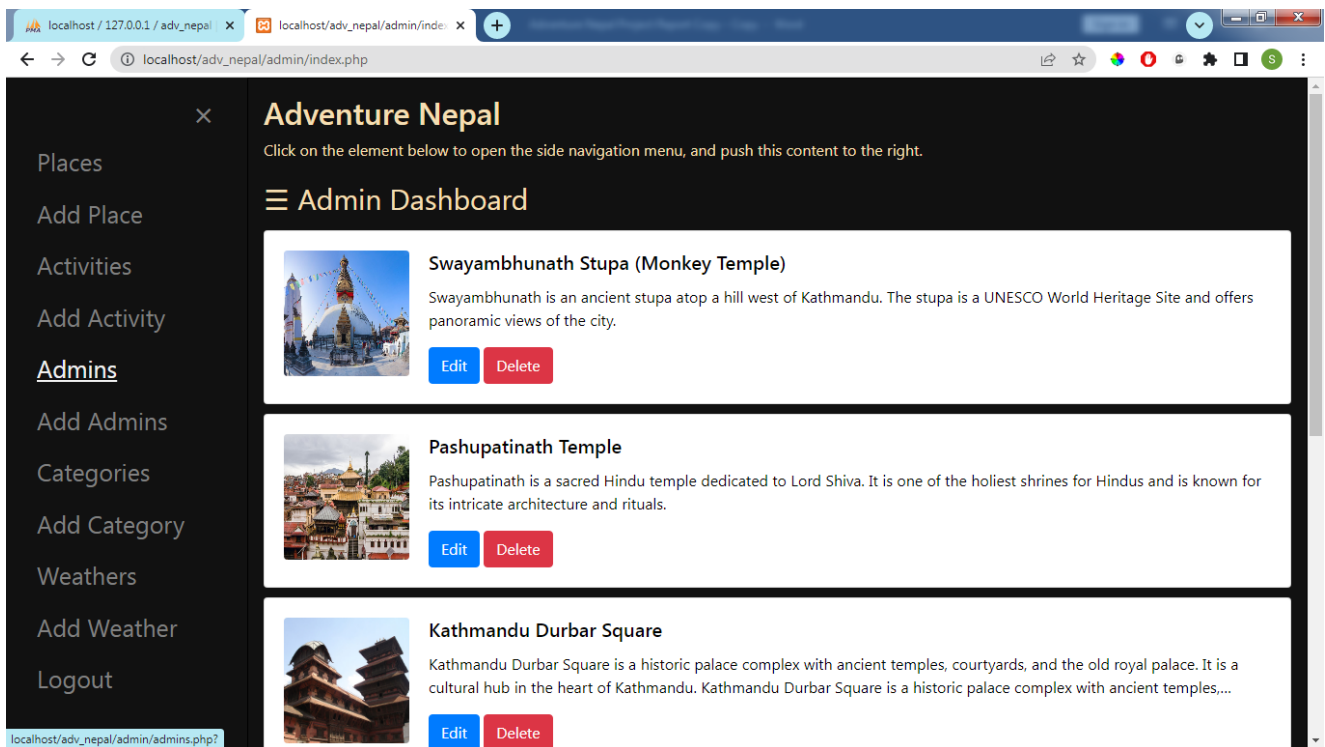 localhost / 127.0.0.1 / adv_nepal
localhost/adv_nepal/admin/index
localhost/adv_nepal/admin/index.php
S
×
Places
Add Place
Activities
Add Activity
Admins
Add Admins
Categories
Add Category
Weathers
Add Weather
Logout
Adventure Nepal
Click on the element below to open the side navigation menu, and push this content to the right.
☰ Admin Dashboard
Swayambhunath Stupa (Monkey Temple)
Swayambhunath is an ancient stupa atop a hill west of Kathmandu. The stupa is a UNESCO World Heritage Site and offers
panoramic views of the city.
Edit Delete
Pashupatinath Temple
Pashupatinath is a sacred Hindu temple dedicated to Lord Shiva. It is one of the holiest shrines for Hindus and is known for
its intricate architecture and rituals.
Edit Delete
Kathmandu Durbar Square
Kathmandu Durbar Square is a historic palace complex with ancient temples, courtyards, and the old royal palace. It is a
cultural hub in the heart of Kathmandu. Kathmandu Durbar Square is a historic palace complex with ancient temples,...
Edit Delete
localhost/adv_nepal/admin/admins.php?